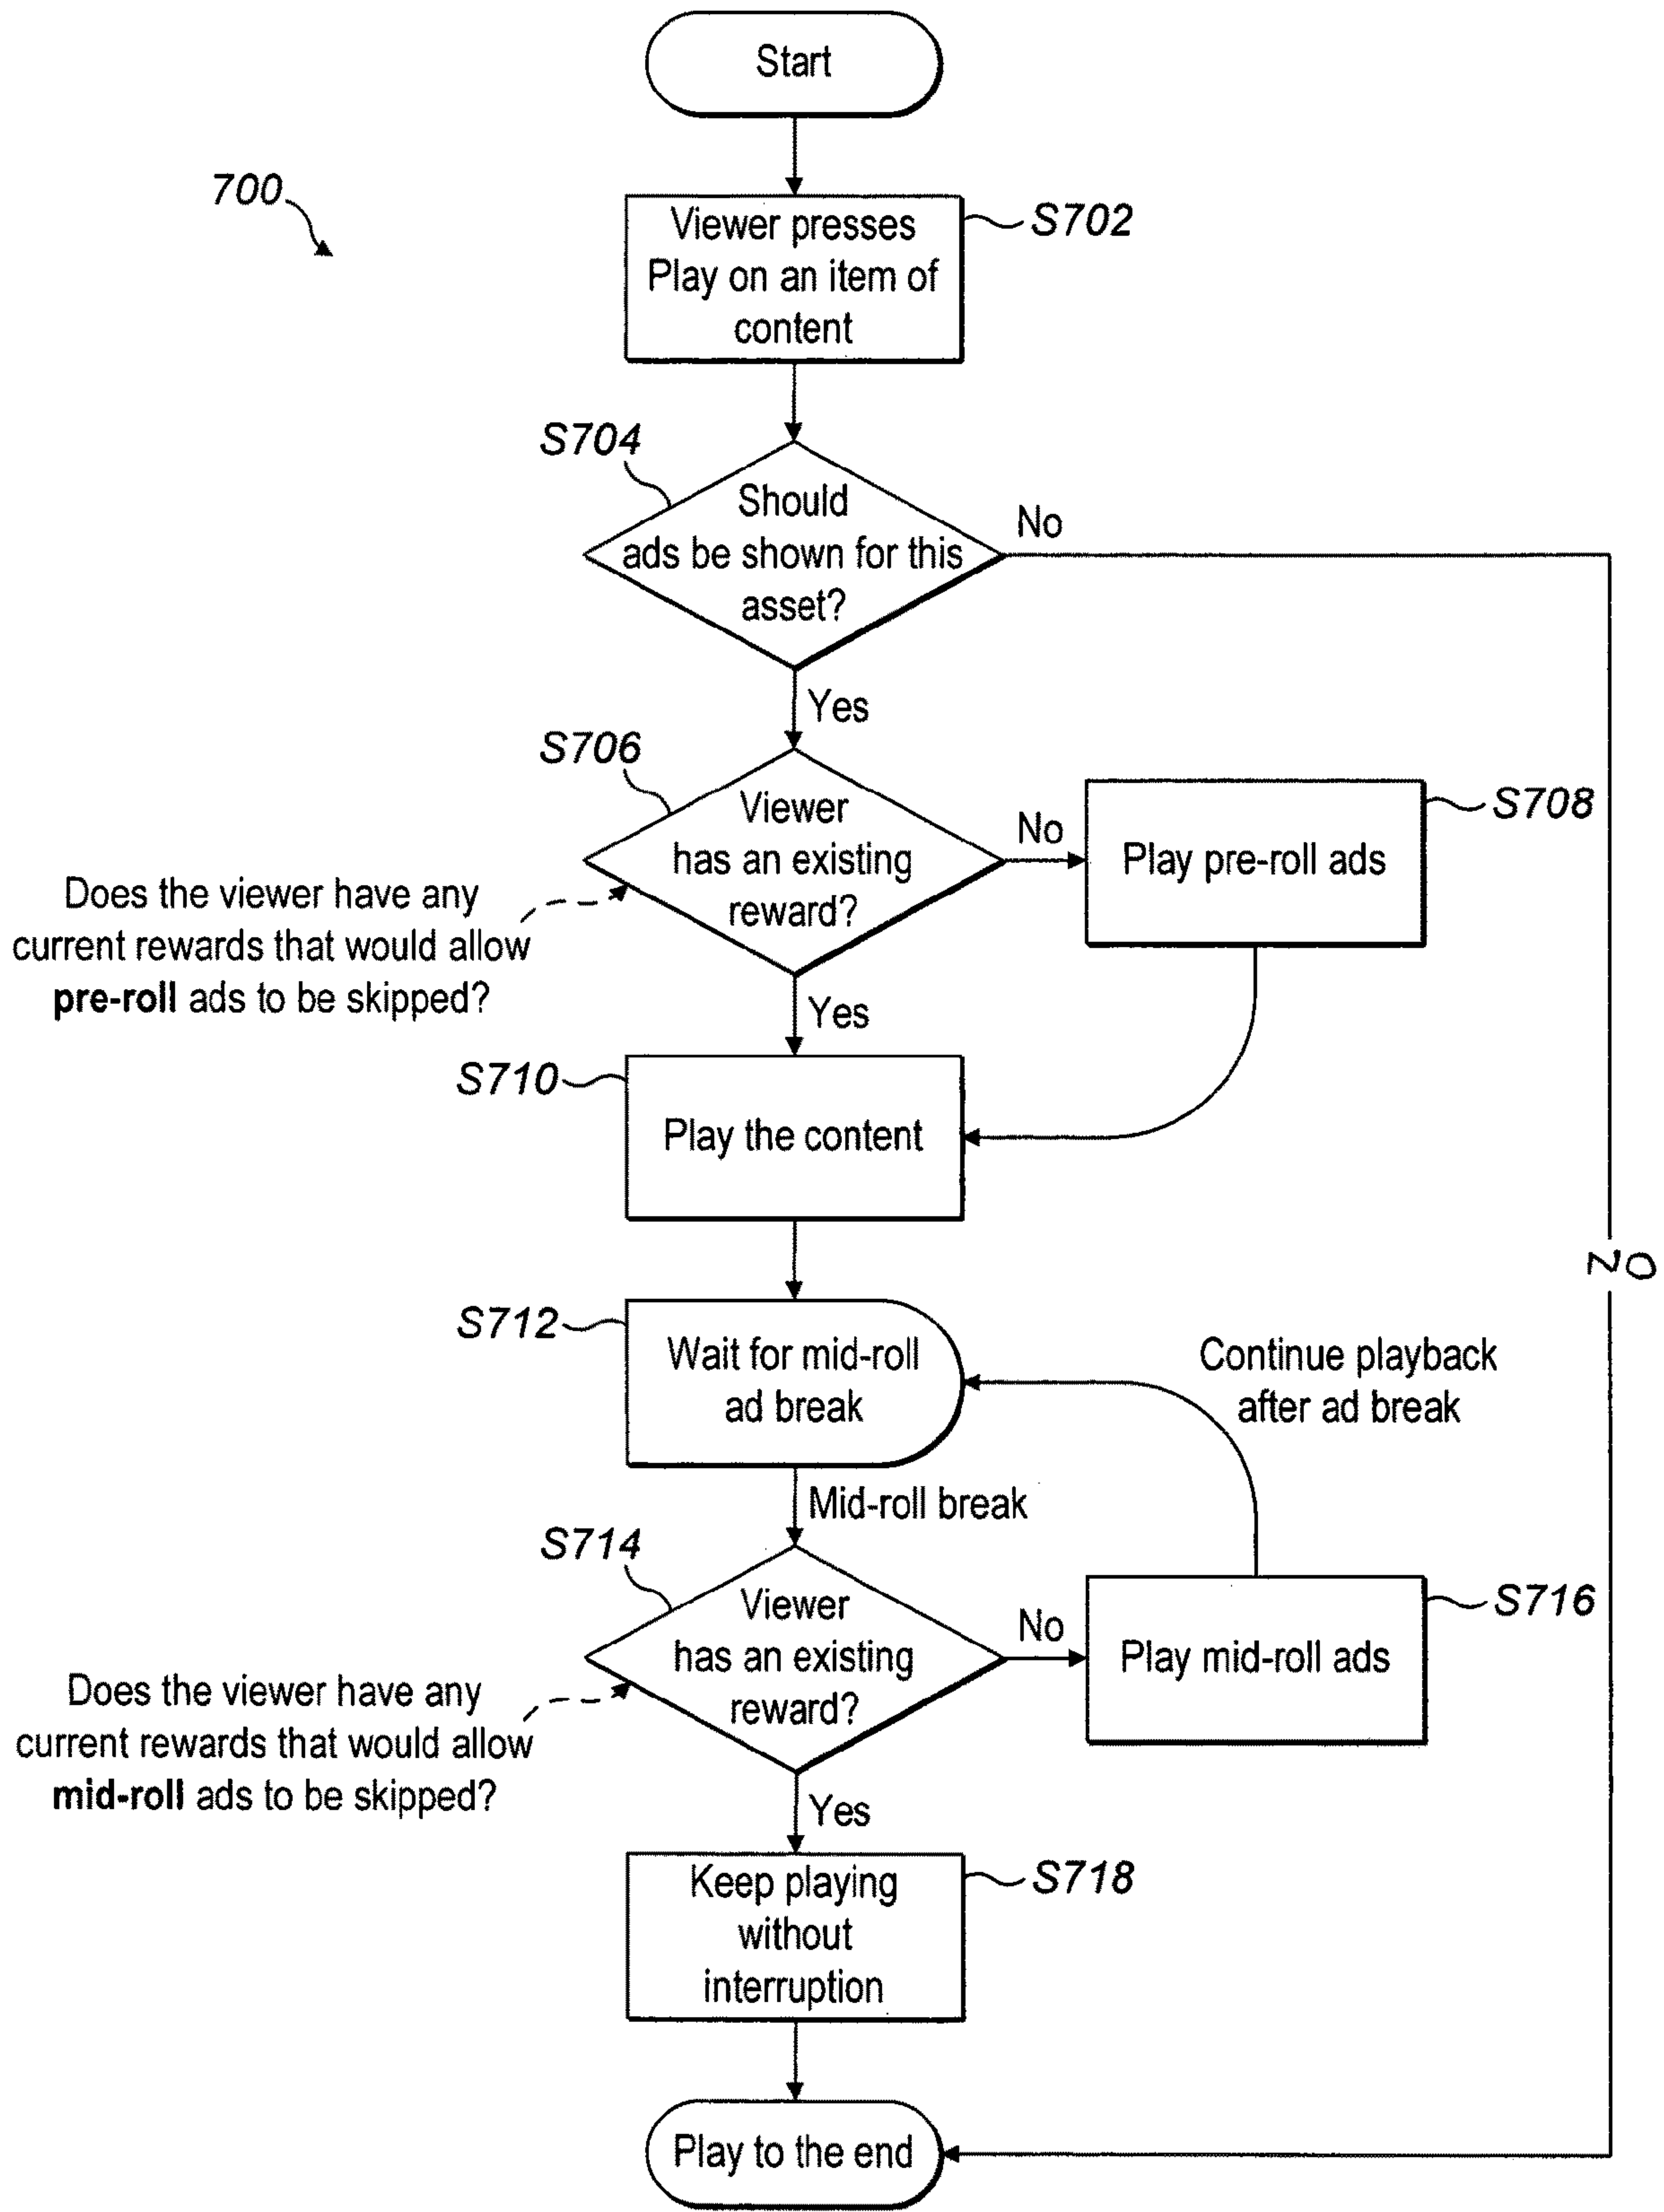 Start
700
Viewer presses
Play on an item of
content
S702
S704
Should
ads be shown for this
asset?
No
Yes
S706
Viewer
has an existing
reward?
No
Play pre-roll ads
S708
Does the viewer have any
current rewards that would allow
pre-roll ads to be skipped?
Yes
S710
Play the content
No
S712
Wait for mid-roll
ad break
Continue playback
after ad break
Mid-roll break
S714
Viewer
has an existing
reward?
No
Play mid-roll ads
S716
Does the viewer have any
current rewards that would allow
mid-roll ads to be skipped?
Yes
Keep playing
without
interruption
S718
Play to the end